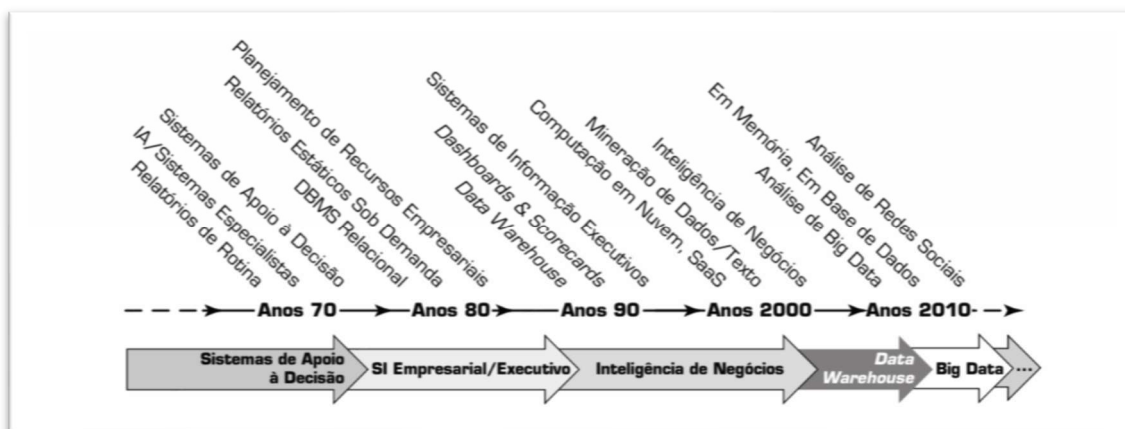 Relatórios de Rotina
IA/Sistemas Especialistas
Sistemas de Apoio à Decisão
DBMS Relacional
Relatórios Estáticos Sob Demanda
Planejamento de Recursos Empresariais
Data Warehouse
Dashboards & Scorecards
Sistemas de Informação Executivos
Computação em Nuvem, SaaS
Mineração de Dados/Texto
Inteligência de Negócios
Análise de Big Data
Em Memória, Em Base de Dados
Análise de Redes Sociais
Anos 70 Anos 80 Anos 90 Anos 2000 Anos 2010
Sistemas de Apoio
à Decisão
SI Empresarial/Executivo
Inteligência de Negócios
Data
Warehouse
Big Data
...